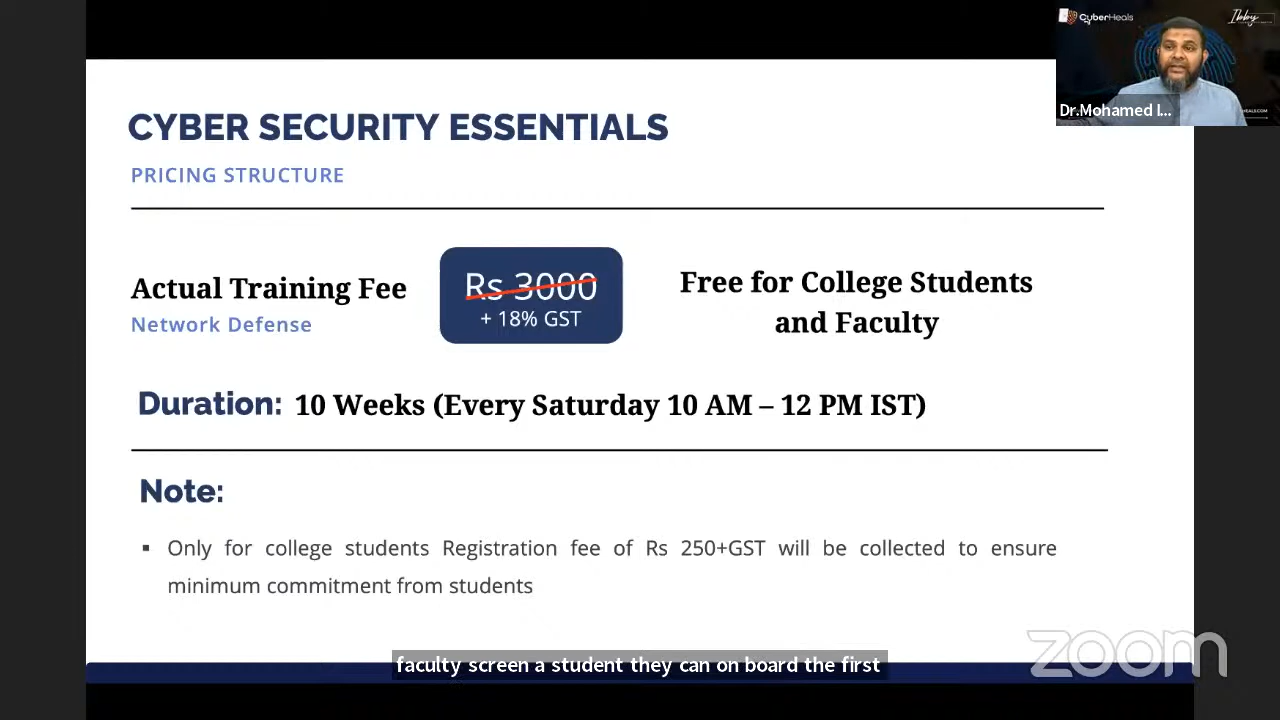 CyberHeals
Ibby
Dr.Mohamed I...
CYBER SECURITY ESSENTIALS
PRICING STRUCTURE
Actual Training Fee
Network Defense
Rs 3000
+ 18% GST
Free for College Students
and Faculty
Duration: 10 Weeks (Every Saturday 10 AM – 12 PM IST)
Note:
▪ Only for college students Registration fee of Rs 250+GST will be collected to ensure
minimum commitment from students
zoom
faculty screen a student they can on board the first